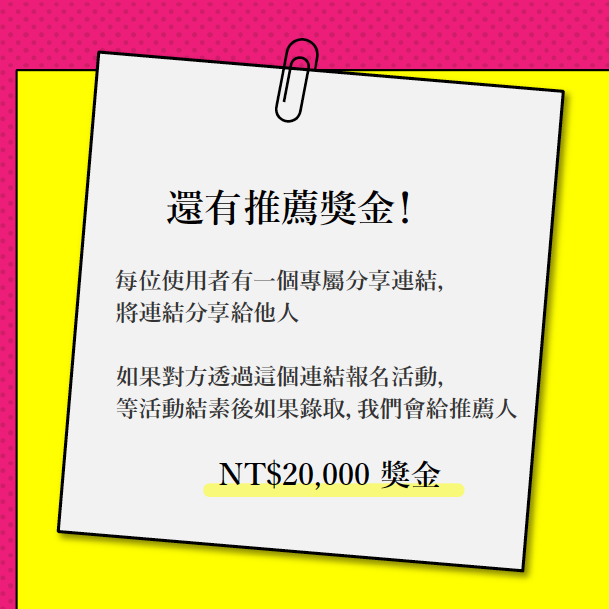 還有推薦獎金！
每位使用者有一個專屬分享連結,
將連結分享給他人
如果對方透過這個連結報名活動,
等活動結素後如果錄取, 我們會給推薦人
NT$20,000 獎金